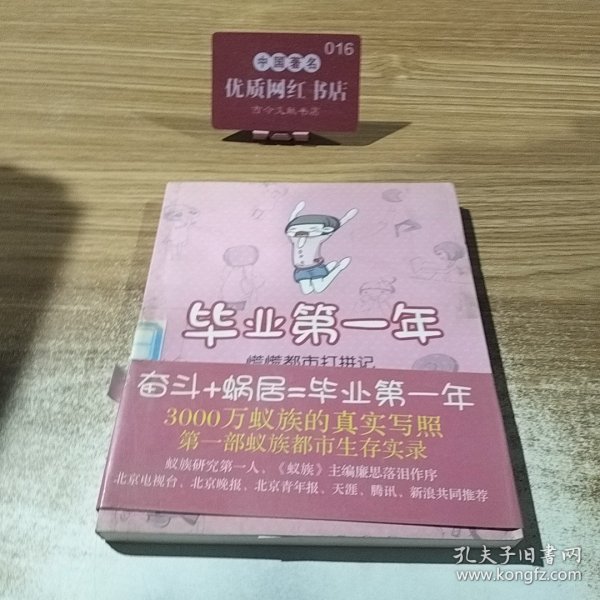 016
中国著名
优质网红书店
古今文献书店
毕业第一年
慌慌都市打拼记
奋斗+蜗居=毕业第一年
3000万蚁族的真实写照
第一部蚁族都市生存实录
蚁族研究第一人、《蚁族》主编廉思落泪作序
北京电视台、北京晚报、北京青年报、天涯、腾讯、新浪共同推荐
孔夫子旧书网
www.kongfz.com